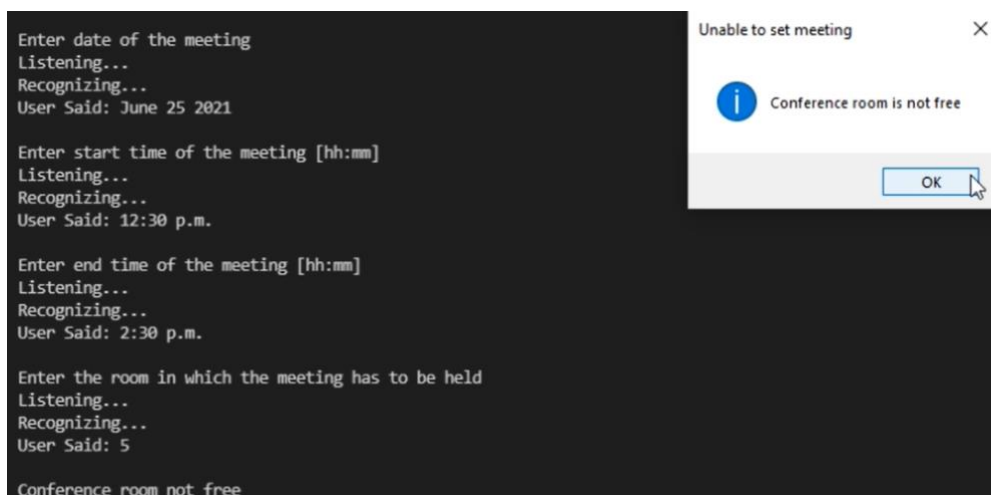 Enter date of the meeting
Listening...
Recognizing...
User Said: June 25 2021
Enter start time of the meeting [hh:mm]
Listening...
Recognizing...
User Said: 12:30 p.m.
Enter end time of the meeting [hh:mm]
Listening...
Recognizing...
User Said: 2:30 p.m.
Enter the room in which the meeting has to be held
Listening...
Recognizing...
User Said: 5
Conference room not free
Unable to set meeting
Conference room is not free
OK